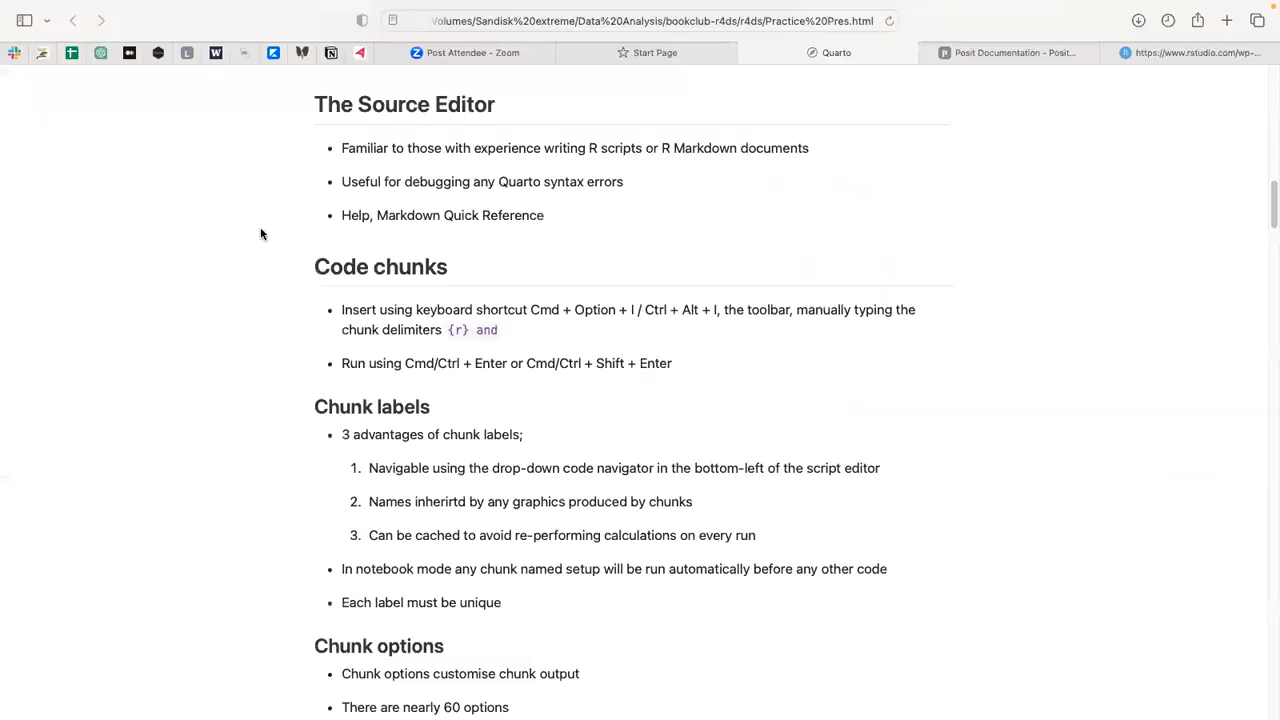 Volumes/Sandisk%20extreme/Data%20Analysis/bookclub-r4ds/r4ds/Practice%20Pres.html
L
W
Z
N
Post Attendee - Zoom
Start Page
Quarto
Posit Documentation - Posit...
https://www.rstudio.com/wp-...
The Source Editor
• Familiar to those with experience writing R scripts or R Markdown documents
• Useful for debugging any Quarto syntax errors
• Help, Markdown Quick Reference
Code chunks
• Insert using keyboard shortcut Cmd + Option + I / Ctrl + Alt + I, the toolbar, manually typing the
chunk delimiters {r} and
• Run using Cmd/Ctrl + Enter or Cmd/Ctrl + Shift + Enter
Chunk labels
• 3 advantages of chunk labels;
1. Navigable using the drop-down code navigator in the bottom-left of the script editor
2. Names inherirtd by any graphics produced by chunks
3. Can be cached to avoid re-performing calculations on every run
• In notebook mode any chunk named setup will be run automatically before any other code
• Each label must be unique
Chunk options
• Chunk options customise chunk output
• There are nearly 60 options